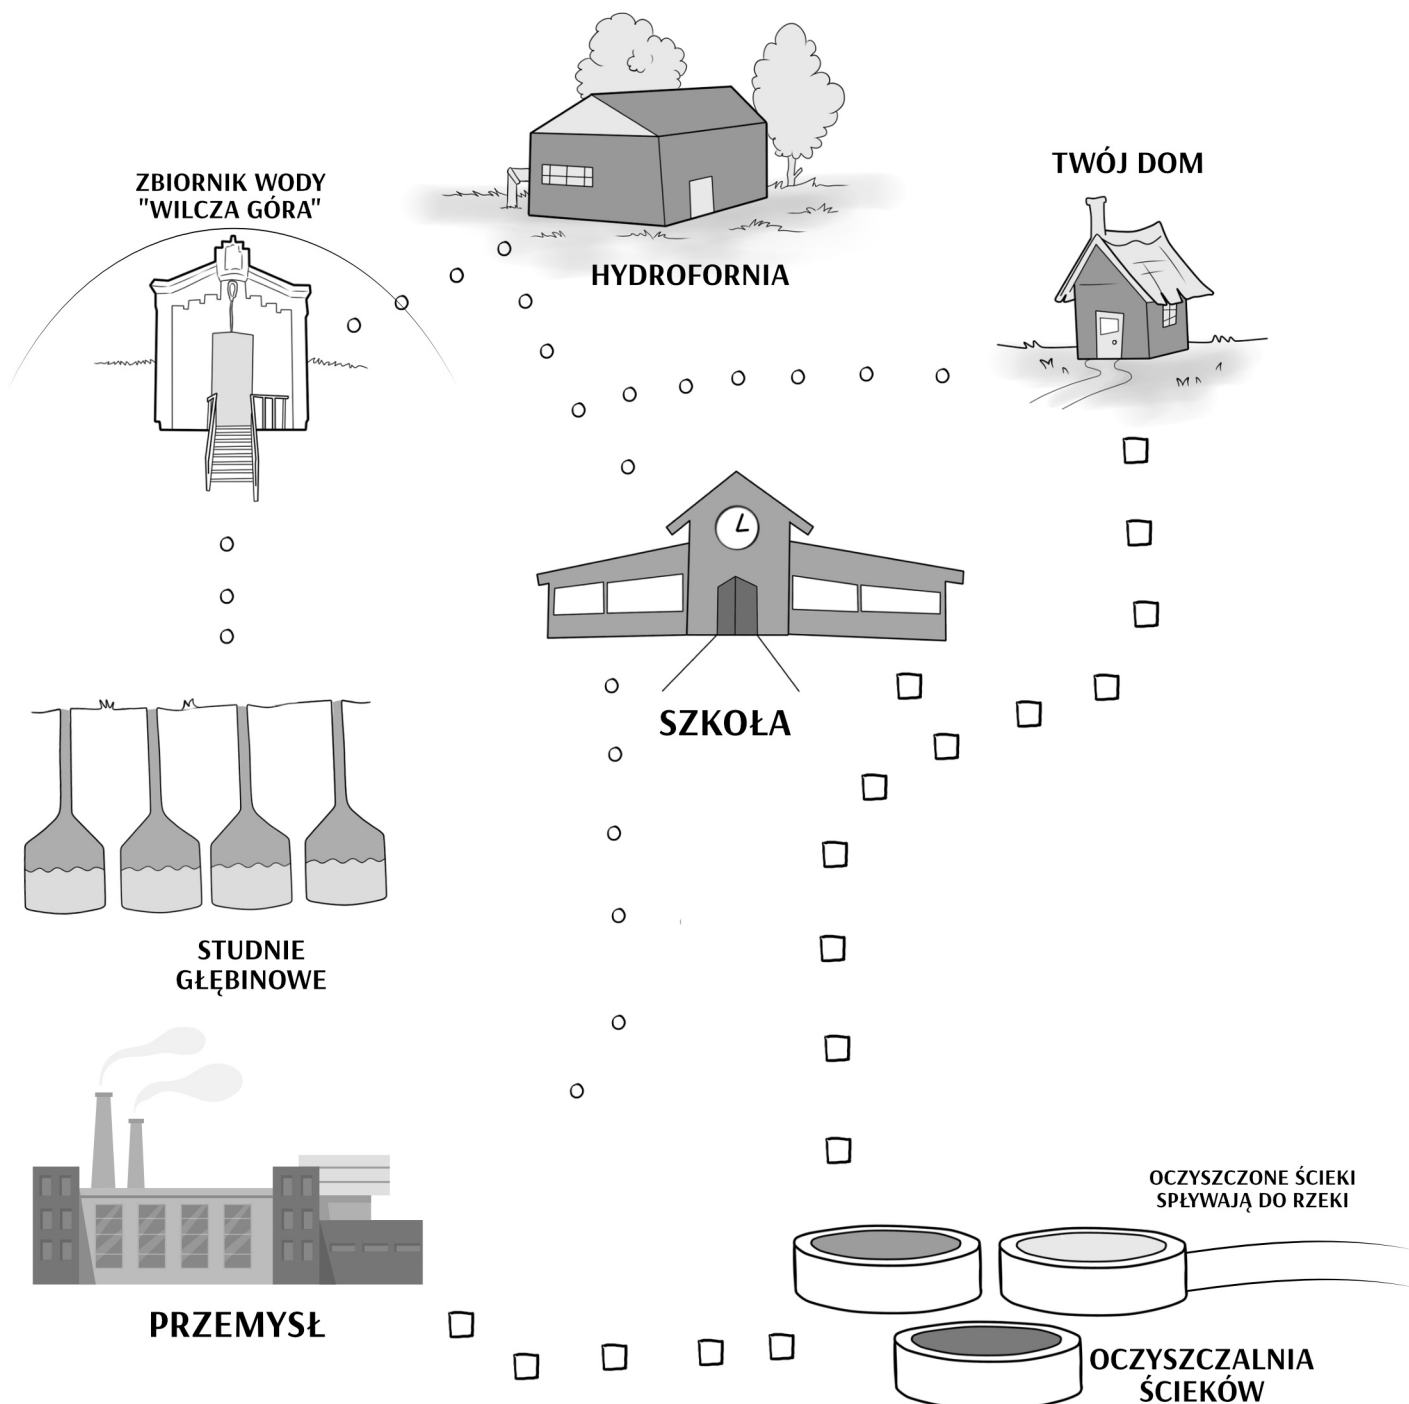 ZBIORNIK WODY
"WILCZA GÓRA"
HYDROFORNIA
TWÓJ DOM
SZKOŁA
STUDNIE
GŁĘBINOWE
PRZEMYSŁ
OCZYSZCZONE ŚCIEKI
SPŁYWAJĄ DO RZEKI
OCZYSZCZALNIA
ŚCIEKÓW